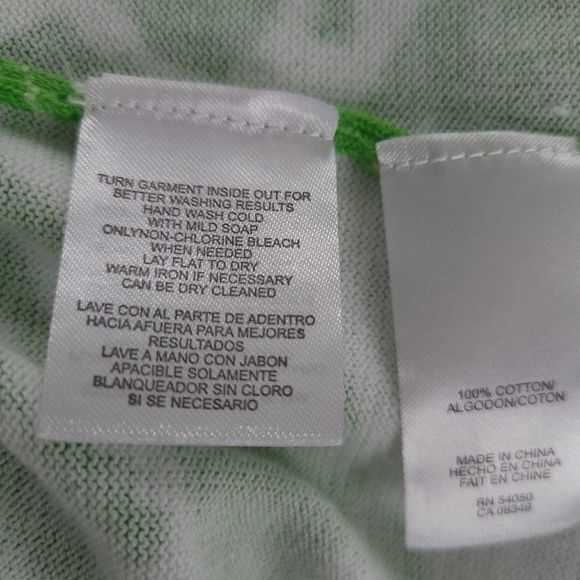 TURN GARMENT INSIDE OUT FOR
BETTER WASHING RESULTS
HAND WASH COLD
WITH MILD SOAP
ONLYNON-CHLORINE BLEACH
WHEN NEEDED
LAY FLAT TO DRY
WARM IRON IF NECESSARY
CAN BE DRY CLEANED
LAVE CON AL PARTE DE ADENTRO
HACIA AFUERA PARA MEJORES
RESULTADOS
LAVE A MANO CON JABON
APACIBLE SOLAMENTE
BLANQUEADOR SIN CLORO
SI SE NECESARIO
100% COTTON/
ALGODON/COTON
MADE IN CHINA
HECHO EN CHINA
FAIT EN CHINE
RN 54050
CA 08349